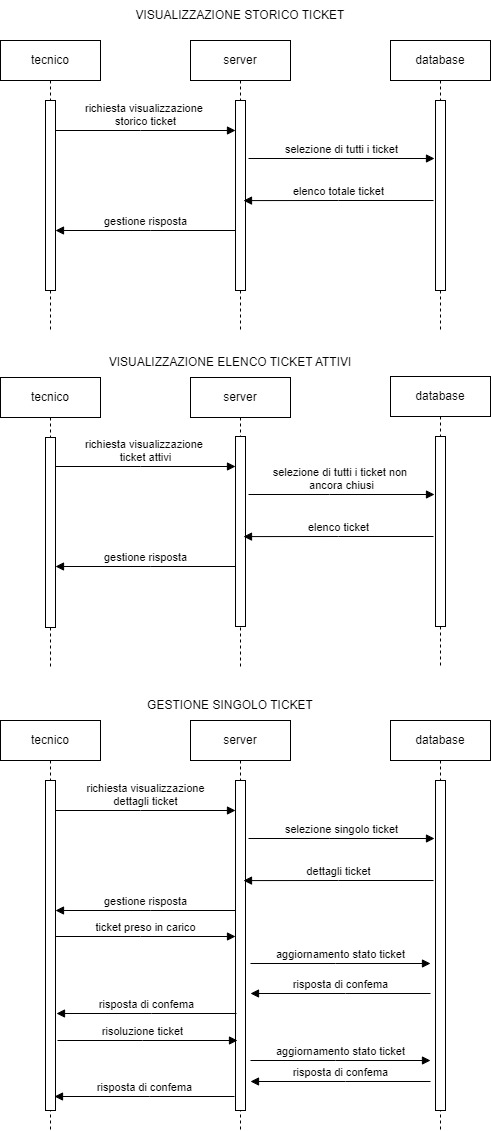 VISUALIZZAZIONE STORICO TICKET
tecnico
server
database
richiesta visualizzazione
storico ticket
selezione di tutti i ticket
elenco totale ticket
gestione risposta
VISUALIZZAZIONE ELENCO TICKET ATTIVI
tecnico
server
database
richiesta visualizzazione
ticket attivi
selezione di tutti i ticket non
ancora chiusi
elenco ticket
gestione risposta
GESTIONE SINGOLO TICKET
tecnico
server
database
richiesta visualizzazione
dettagli ticket
selezione singolo ticket
dettagli ticket
gestione risposta
ticket preso in carico
aggiornamento stato ticket
risposta di confema
risposta di confema
risoluzione ticket
aggiornamento stato ticket
risposta di confema
risposta di confema